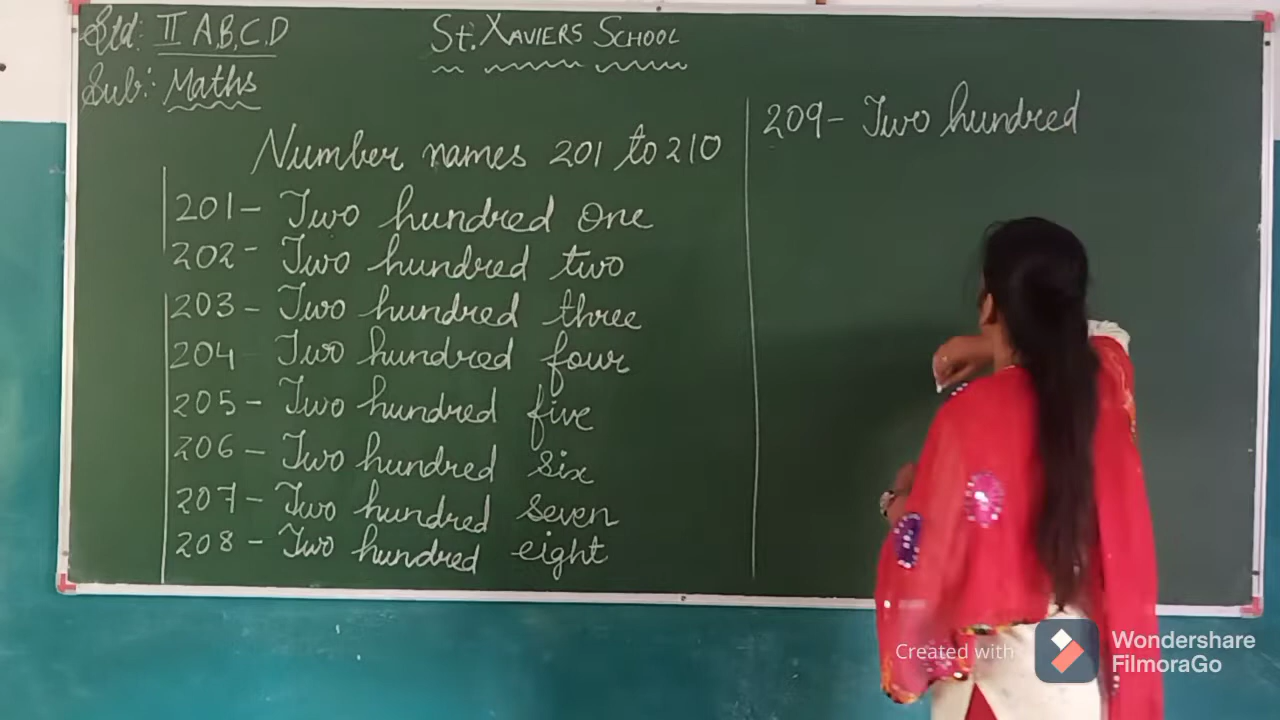 Std: II A,B,C,D
St. XAVIERS SCHOOL
Sub: Maths
Number names 201 to 210
201- Two hundred one
202- Two hundred two
203- Two hundred three
204 Two hundred four
205- Two hundred five
206- Two hundred six
207- Two hundred seven
208- Two hundred eight
209- Two hundred
Created with
Wondershare
FilmoraGo